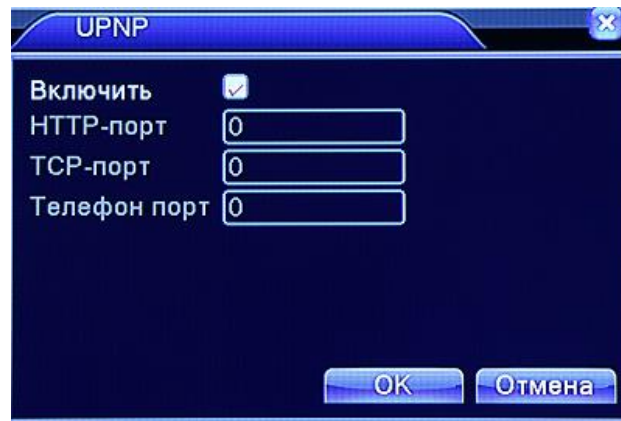 UPNP
Включить
HTTP-порт 0
TCP-порт 0
Телефон порт 0
OK Отмена